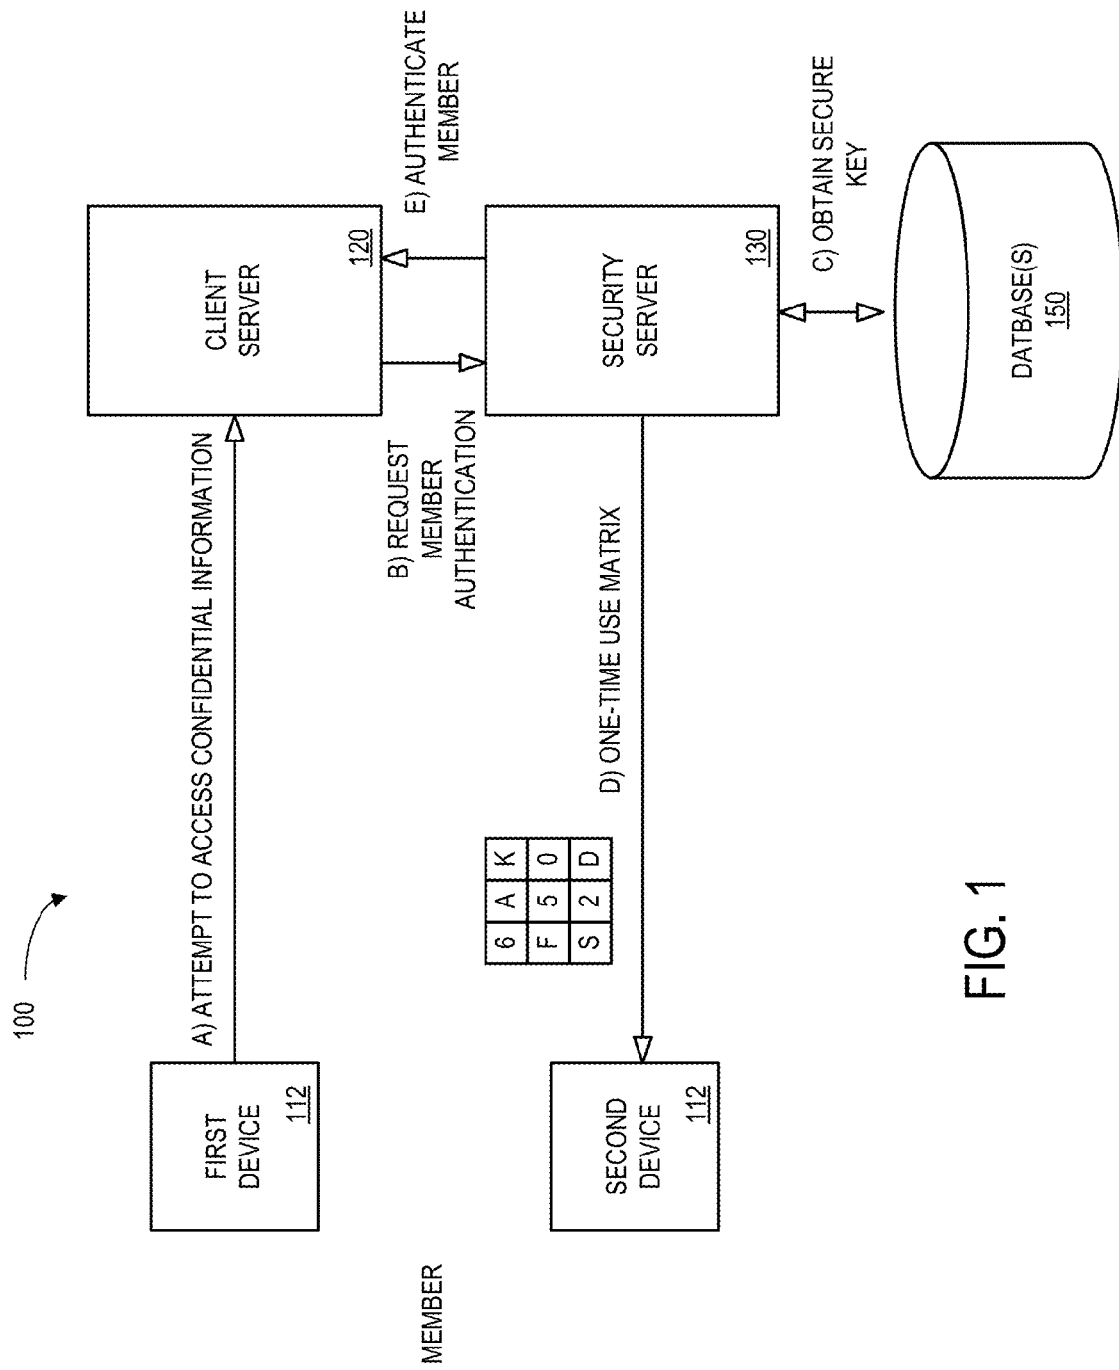 100
A) ATTEMPT TO ACCESS CONFIDENTIAL INFORMATION
FIRST
DEVICE
112
CLIENT
SERVER
120
MEMBER
B) REQUEST
MEMBER
AUTHENTICATION
E) AUTHENTICATE
MEMBER
6 A K
F 5 0
S 2 D
D) ONE-TIME USE MATRIX
SECOND
DEVICE
112
SECURITY
SERVER
130
C) OBTAIN SECURE
KEY
DATBASE(S)
150
FIG. 1